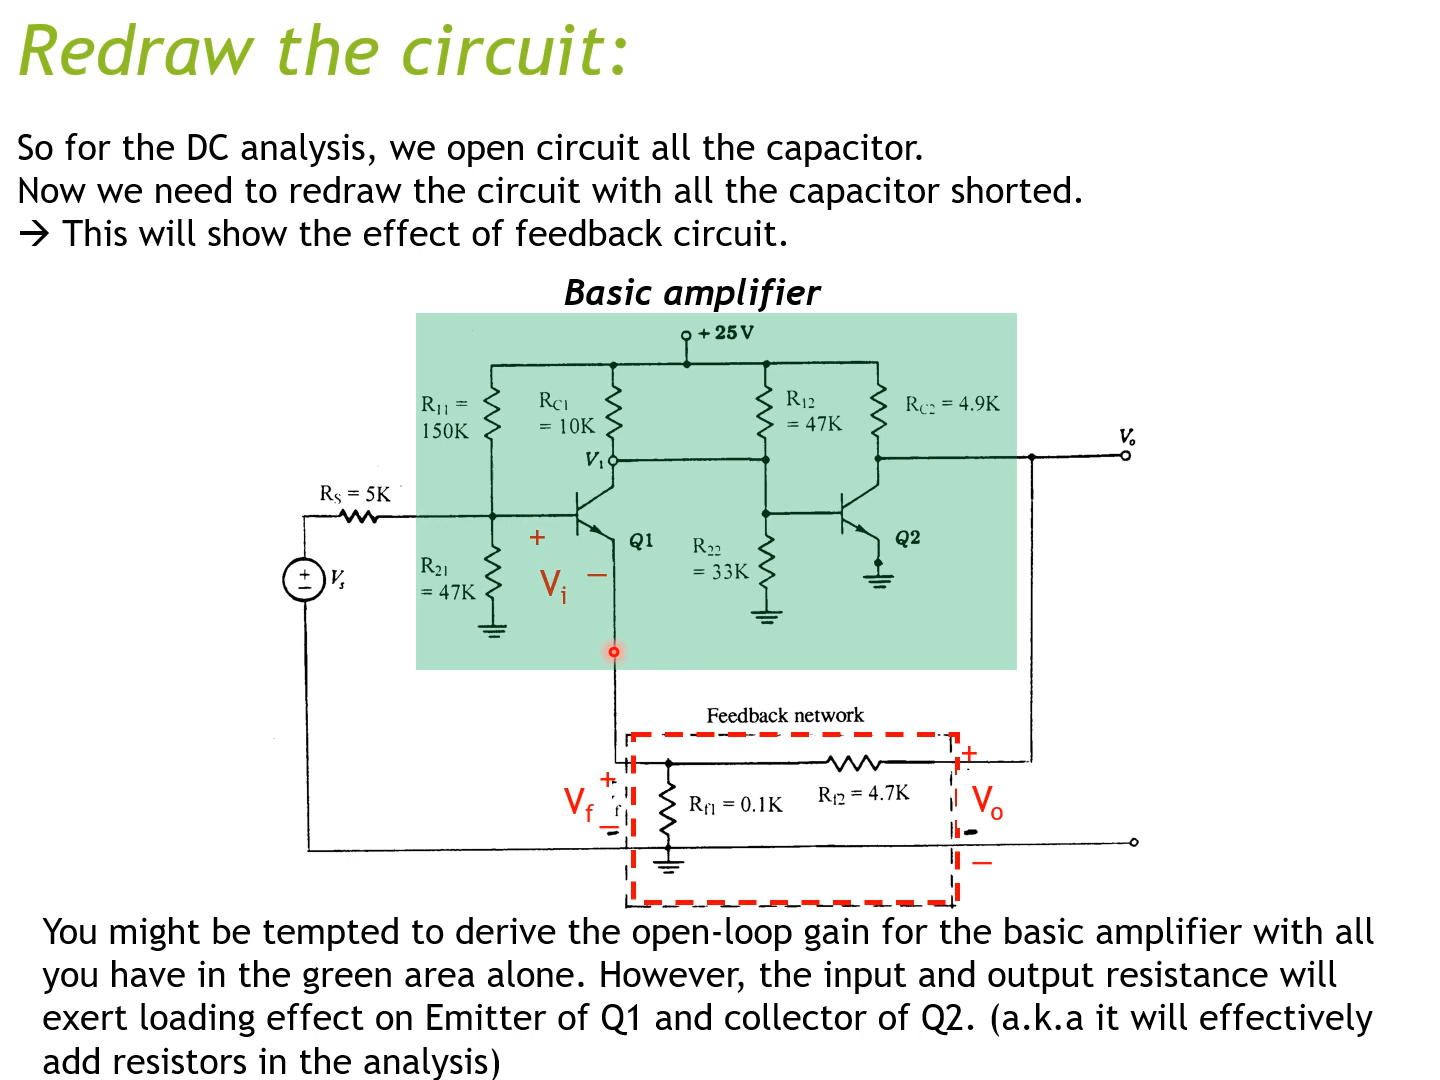 Redraw the circuit:
So for the DC analysis, we open circuit all the capacitor.
Now we need to redraw the circuit with all the capacitor shorted.
→ This will show the effect of feedback circuit.
Basic amplifier
+ 25 V
R11 =
150K
RC1
= 10K
R12
= 47K
RC2 = 4.9K
V1
Vo
RS = 5K
+
Q1
Q2
R22
= 33K
R21
= 47K
Vi
−
+
−
Vs
Feedback network
+
Vf
f
−
Rf1 = 0.1K
Rf2 = 4.7K
+
Vo
−
You might be tempted to derive the open-loop gain for the basic amplifier with all
you have in the green area alone. However, the input and output resistance will
exert loading effect on Emitter of Q1 and collector of Q2. (a.k.a it will effectively
add resistors in the analysis)